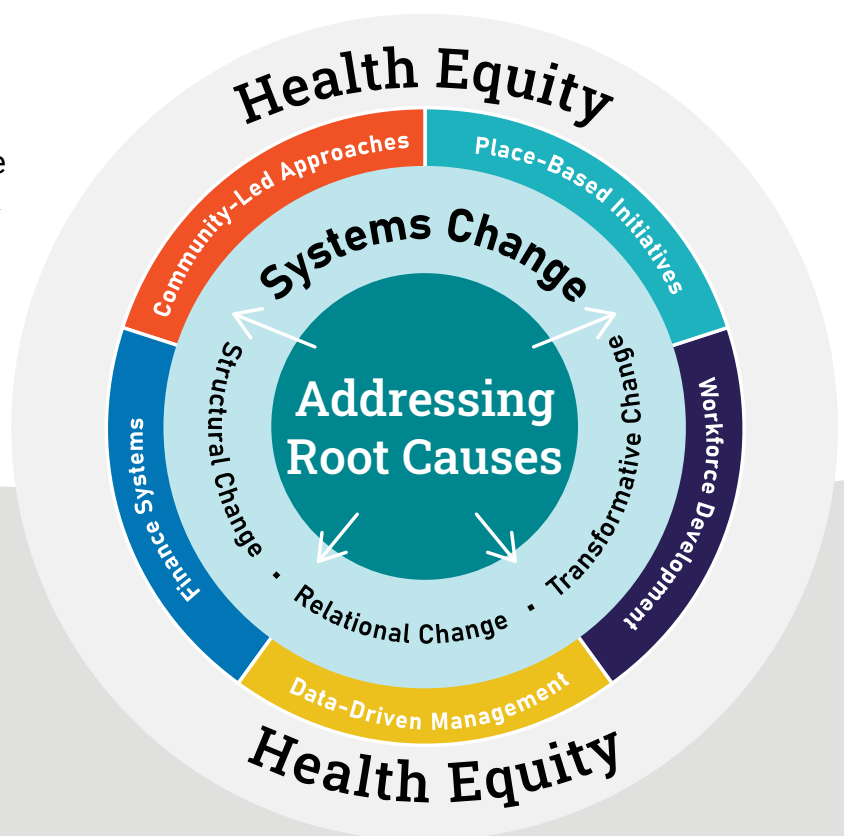 e
Health Equity
Community-Led Approaches
Place-Based Initiatives
Systems Change
Addressing
Root Causes
Structural Change • Relational Change • Transformative Change
Finance Systems
Workforce Development
Data-Driven Management
Health Equity